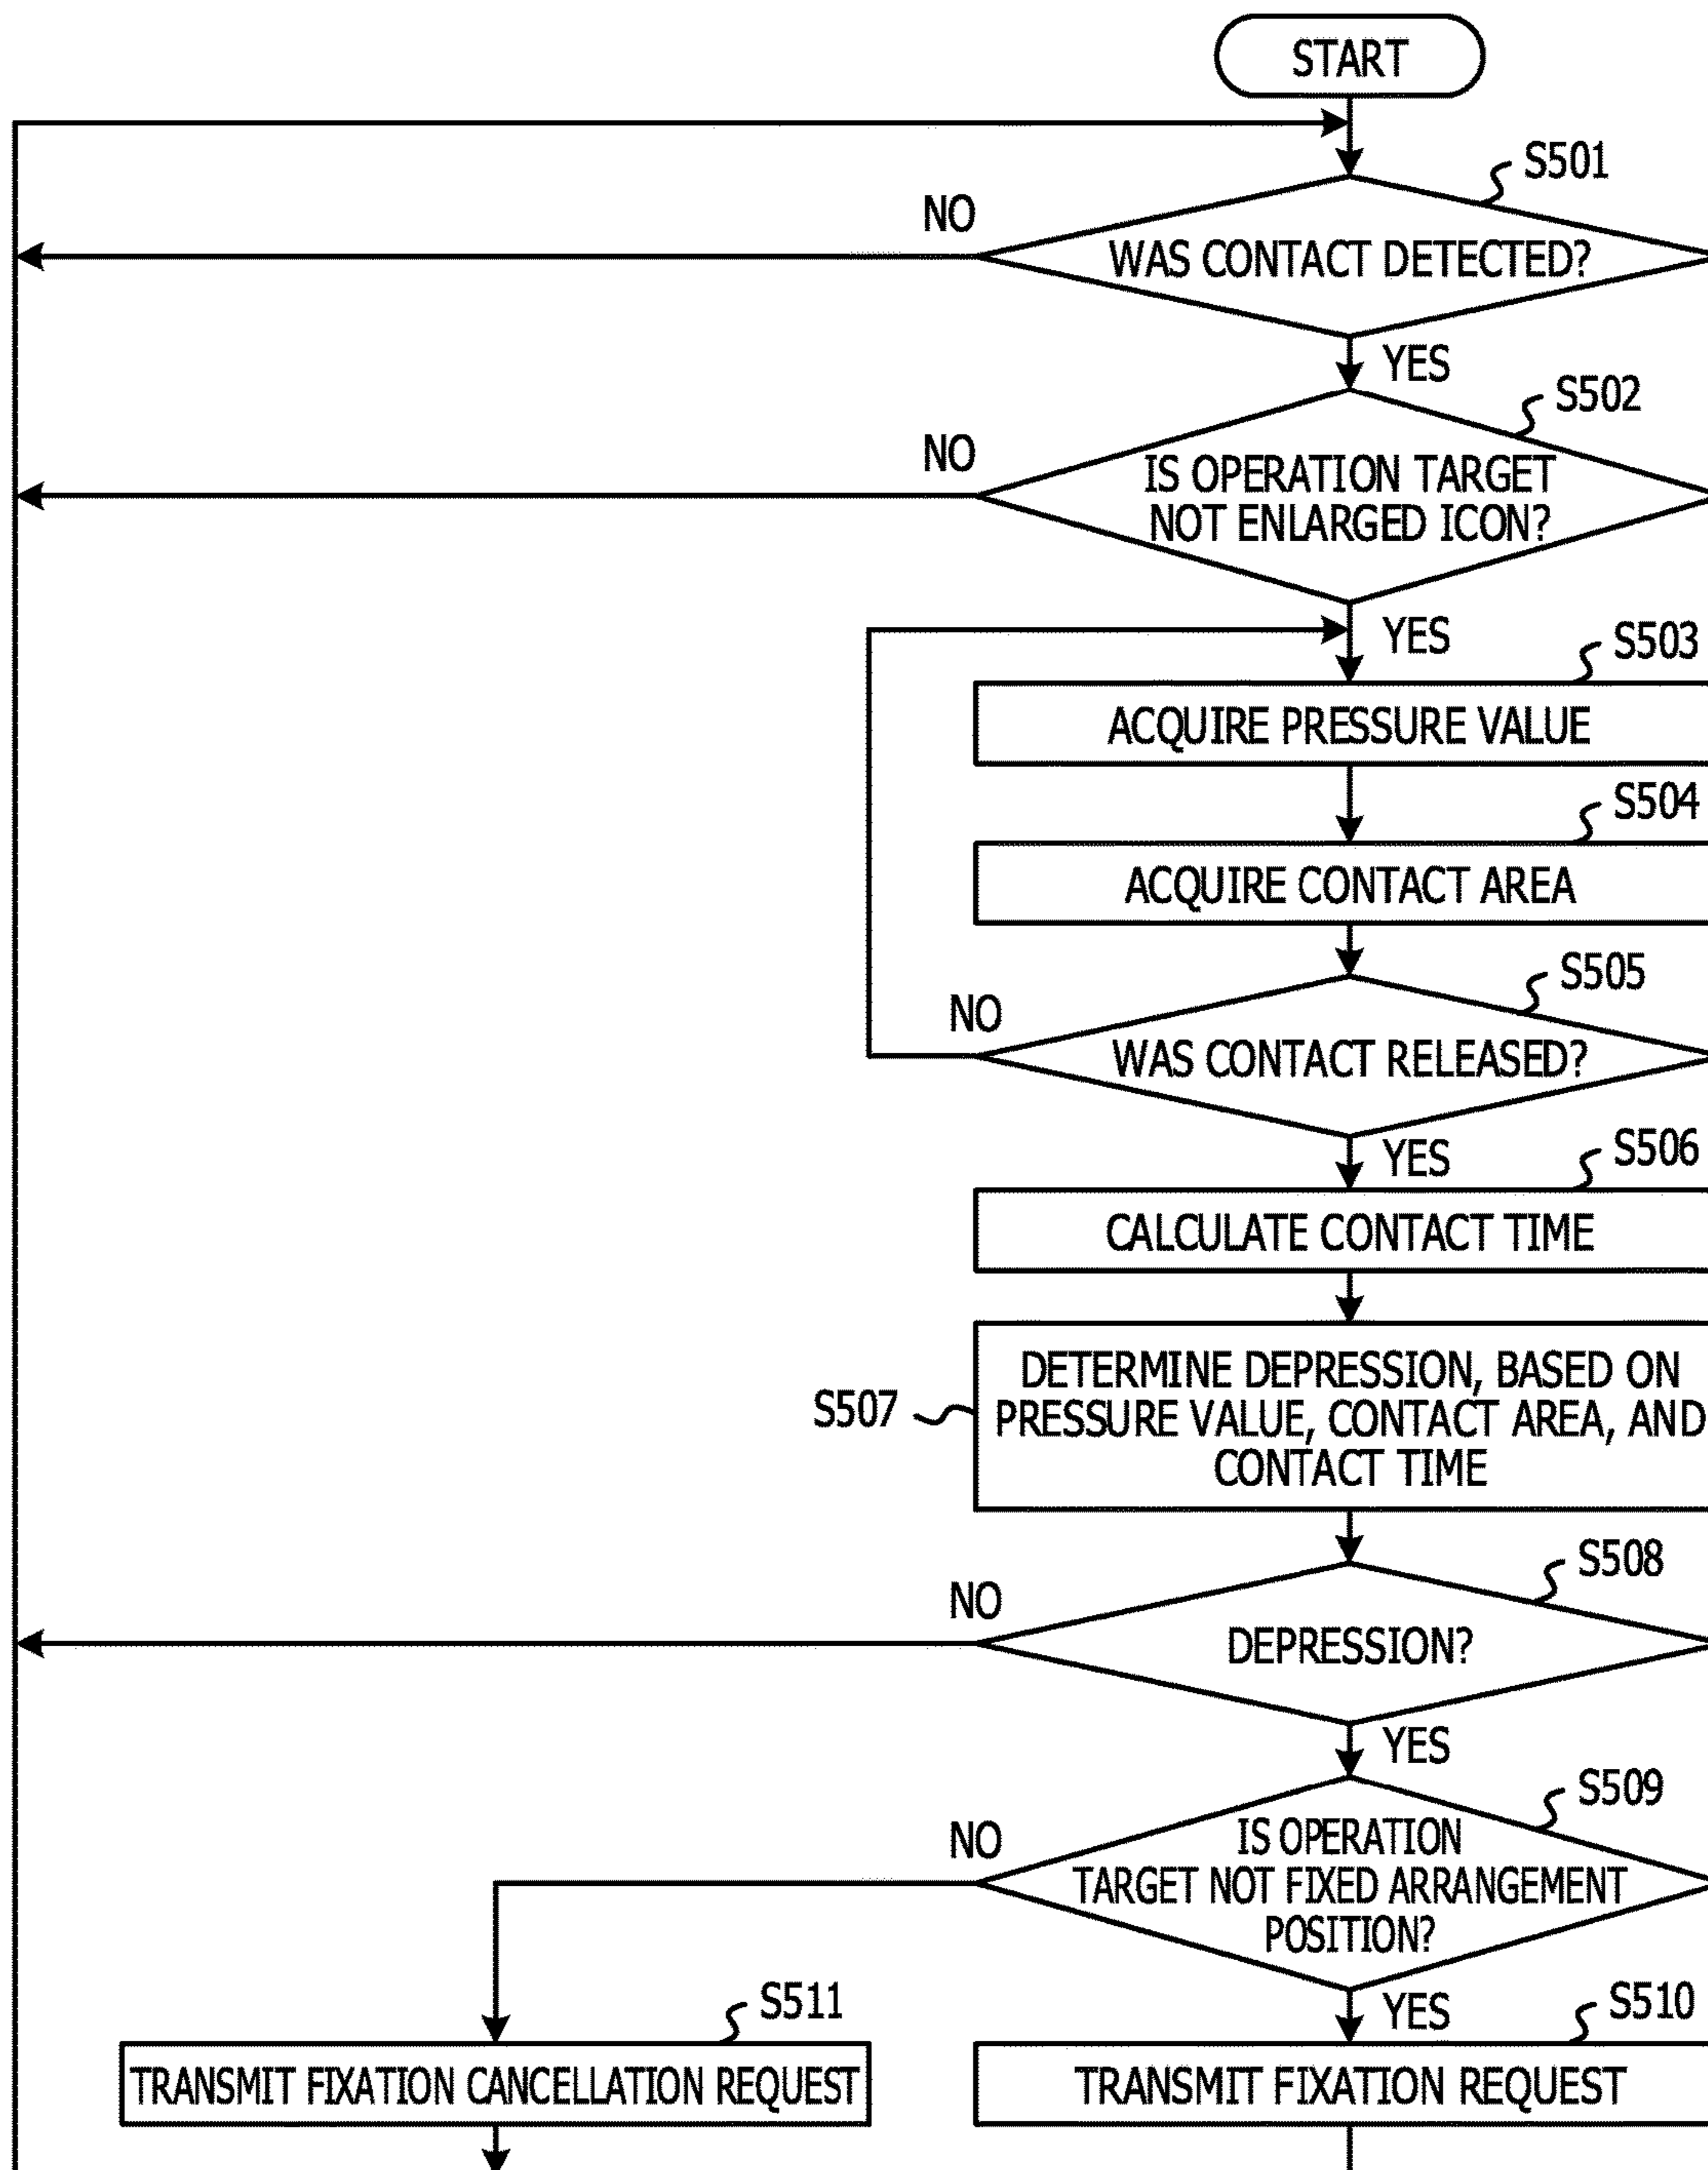 START
S501
NO
WAS CONTACT DETECTED?
YES
S502
NO
IS OPERATION TARGET
NOT ENLARGED ICON?
YES
S503
ACQUIRE PRESSURE VALUE
S504
ACQUIRE CONTACT AREA
S505
NO
WAS CONTACT RELEASED?
YES
S506
CALCULATE CONTACT TIME
S507
DETERMINE DEPRESSION, BASED ON
PRESSURE VALUE, CONTACT AREA, AND
CONTACT TIME
S508
NO
DEPRESSION?
YES
S509
NO
IS OPERATION
TARGET NOT FIXED ARRANGEMENT
POSITION?
YES
S511
S510
TRANSMIT FIXATION CANCELLATION REQUEST
TRANSMIT FIXATION REQUEST